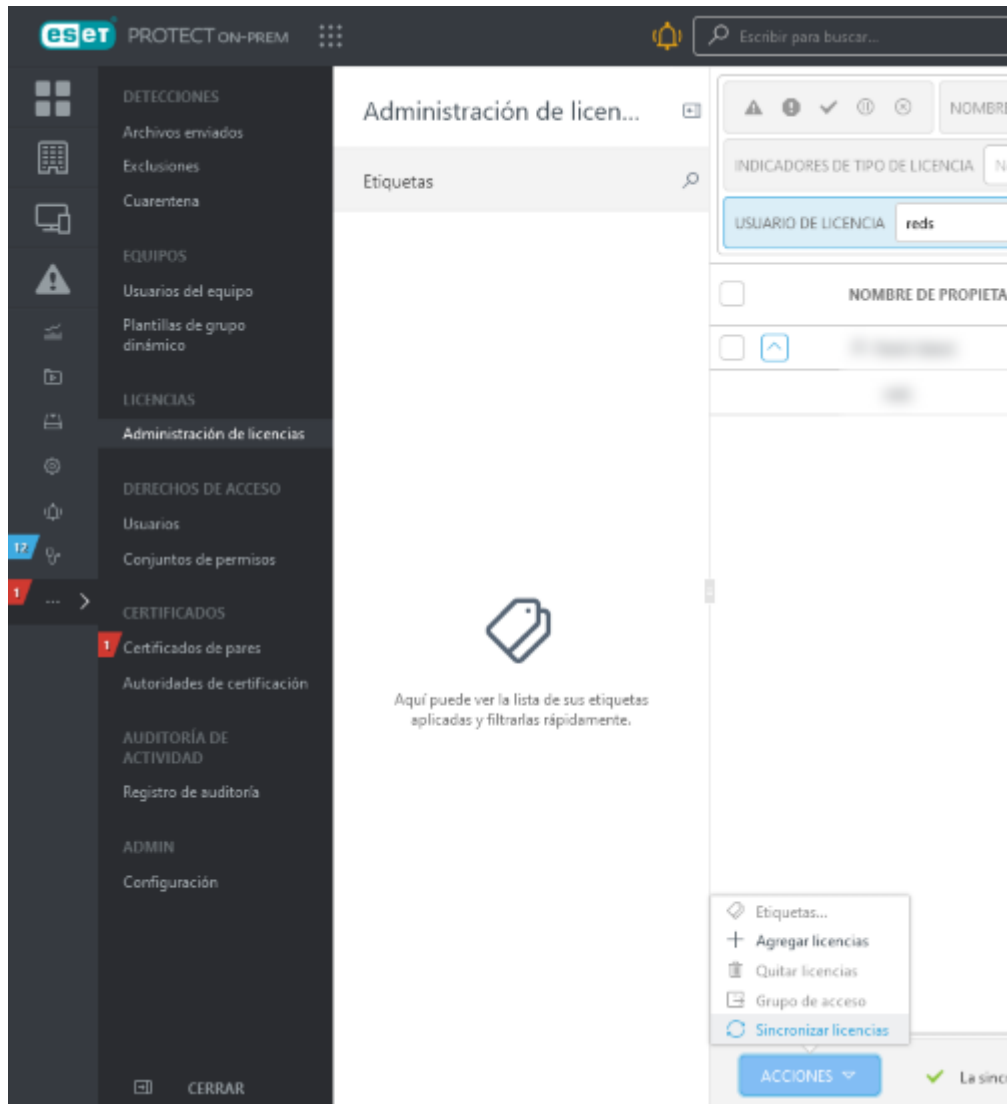 eset PROTECT ON-PREM
Escribir para buscar...
DETECCIONES
Archivos enviados
Exclusiones
Cuarentena
EQUIPOS
Usuarios del equipo
Plantillas de grupo
dinámico
LICENCIAS
Administración de licencias
DERECHOS DE ACCESO
Usuarios
Conjuntos de permisos
12
1
CERTIFICADOS
1 Certificados de pares
Autoridades de certificación
AUDITORÍA DE
ACTIVIDAD
Registro de auditoría
ADMIN
Configuración
CERRAR
Administración de licen...
Etiquetas
Aquí puede ver la lista de sus etiquetas
aplicadas y filtrarlas rápidamente.
NOMBRE
INDICADORES DE TIPO DE LICENCIA N
USUARIO DE LICENCIA reds
NOMBRE DE PROPIETA
Etiquetas...
Agregar licencias
Quitar licencias
Grupo de acceso
Sincronizar licencias
ACCIONES
La sinc